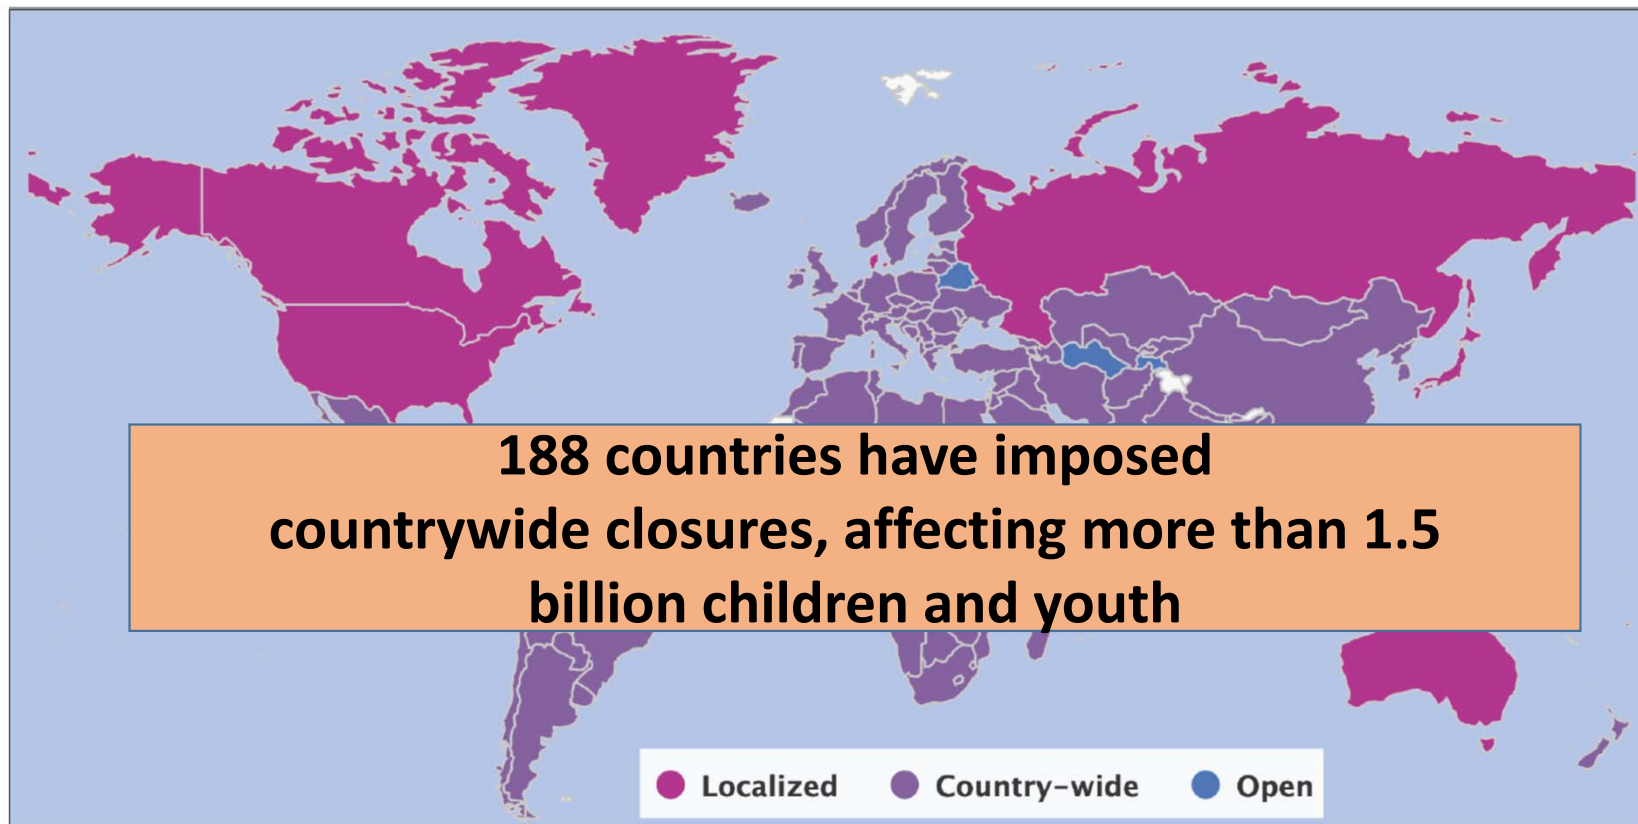 188 countries have imposed
countrywide closures, affecting more than 1.5
billion children and youth
Localized Country-wide Open